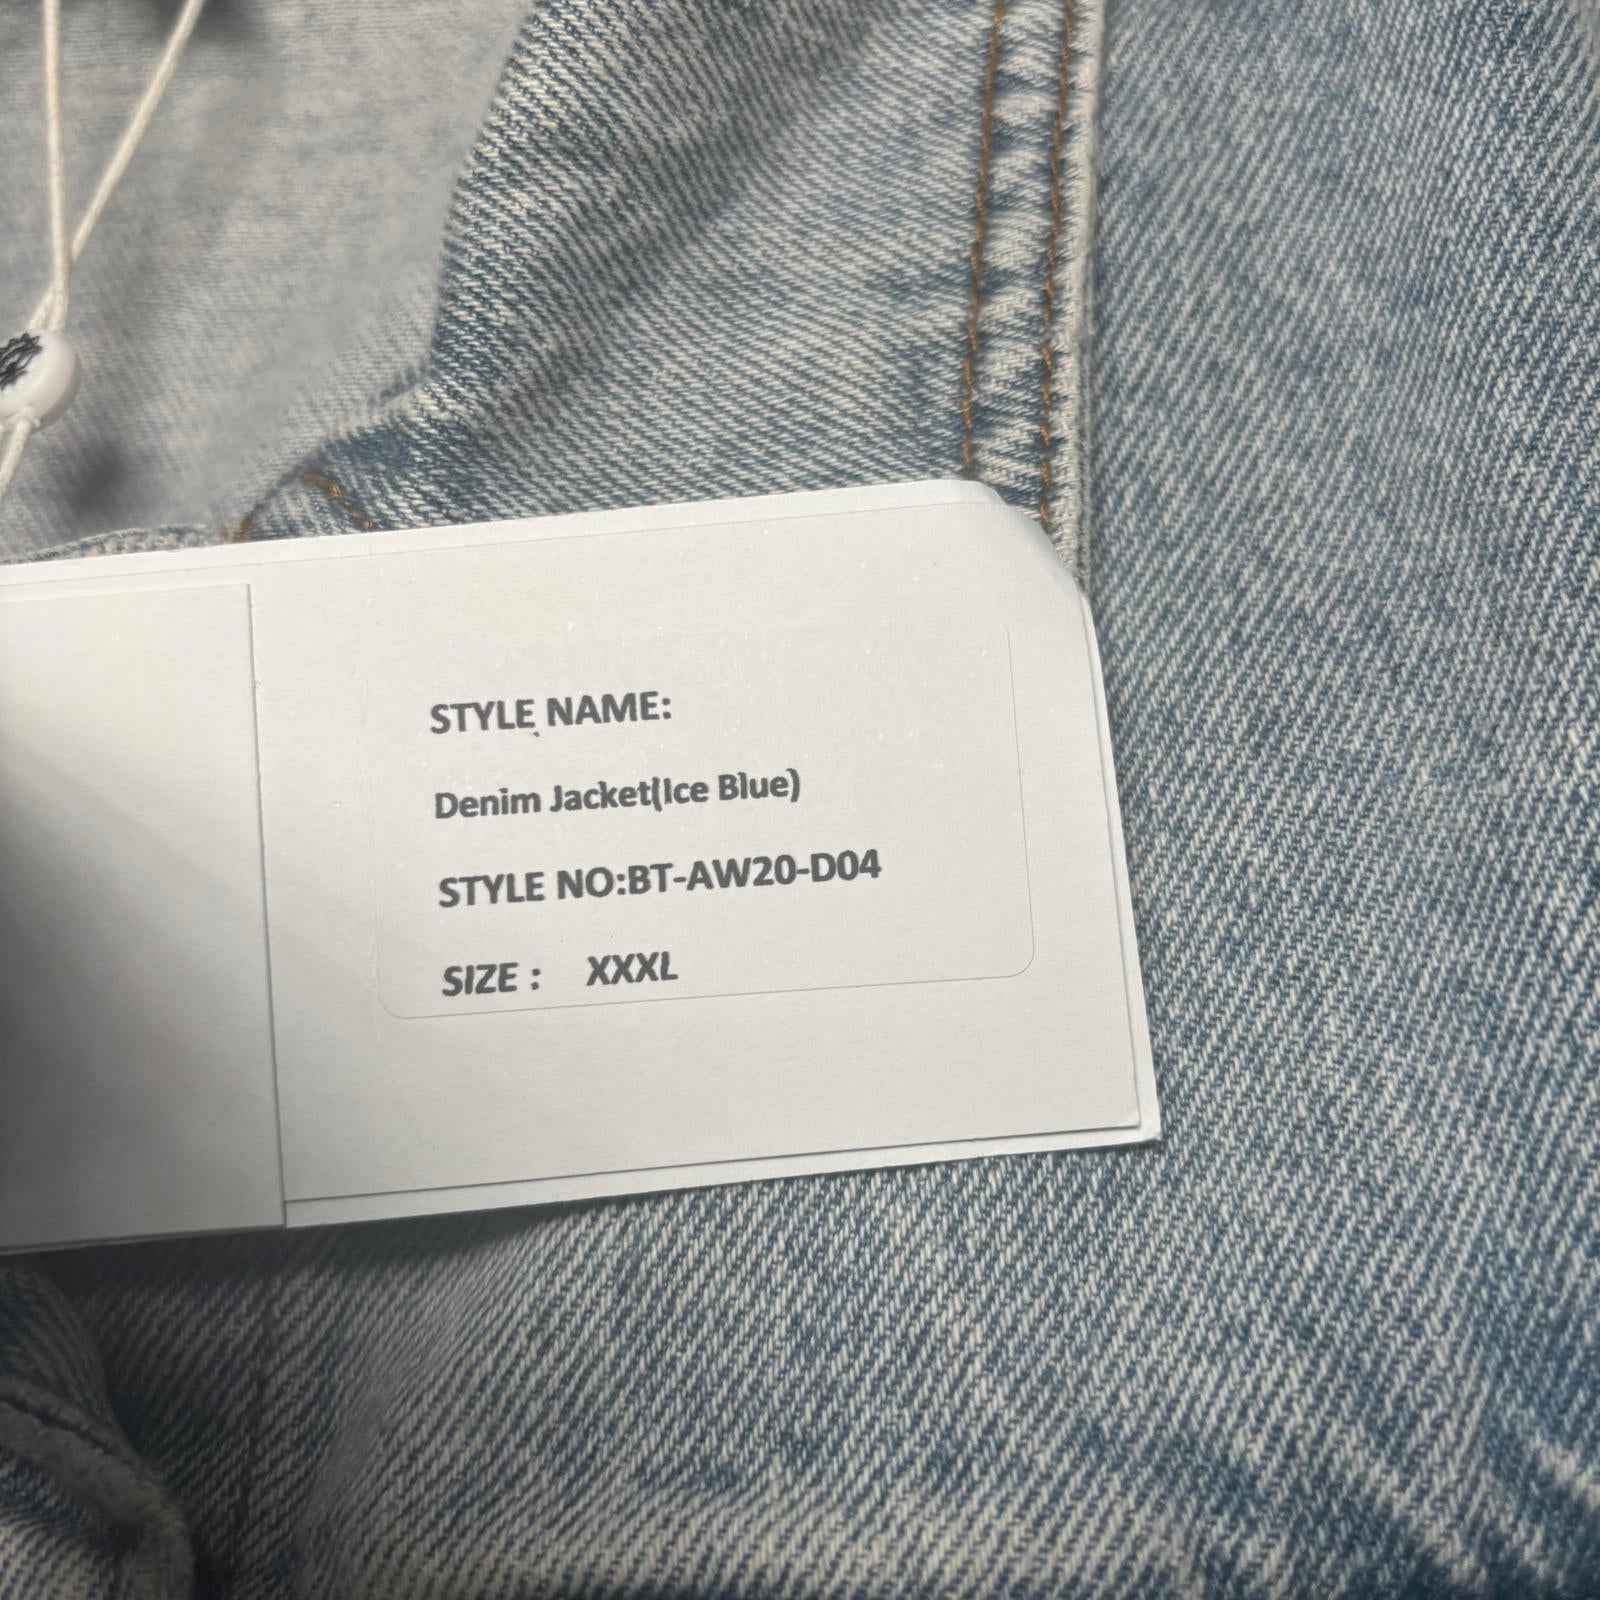 STYLE NAME:
Denim Jacket(Ice Blue)
STYLE NO:BT-AW20-D04
SIZE : XXXL